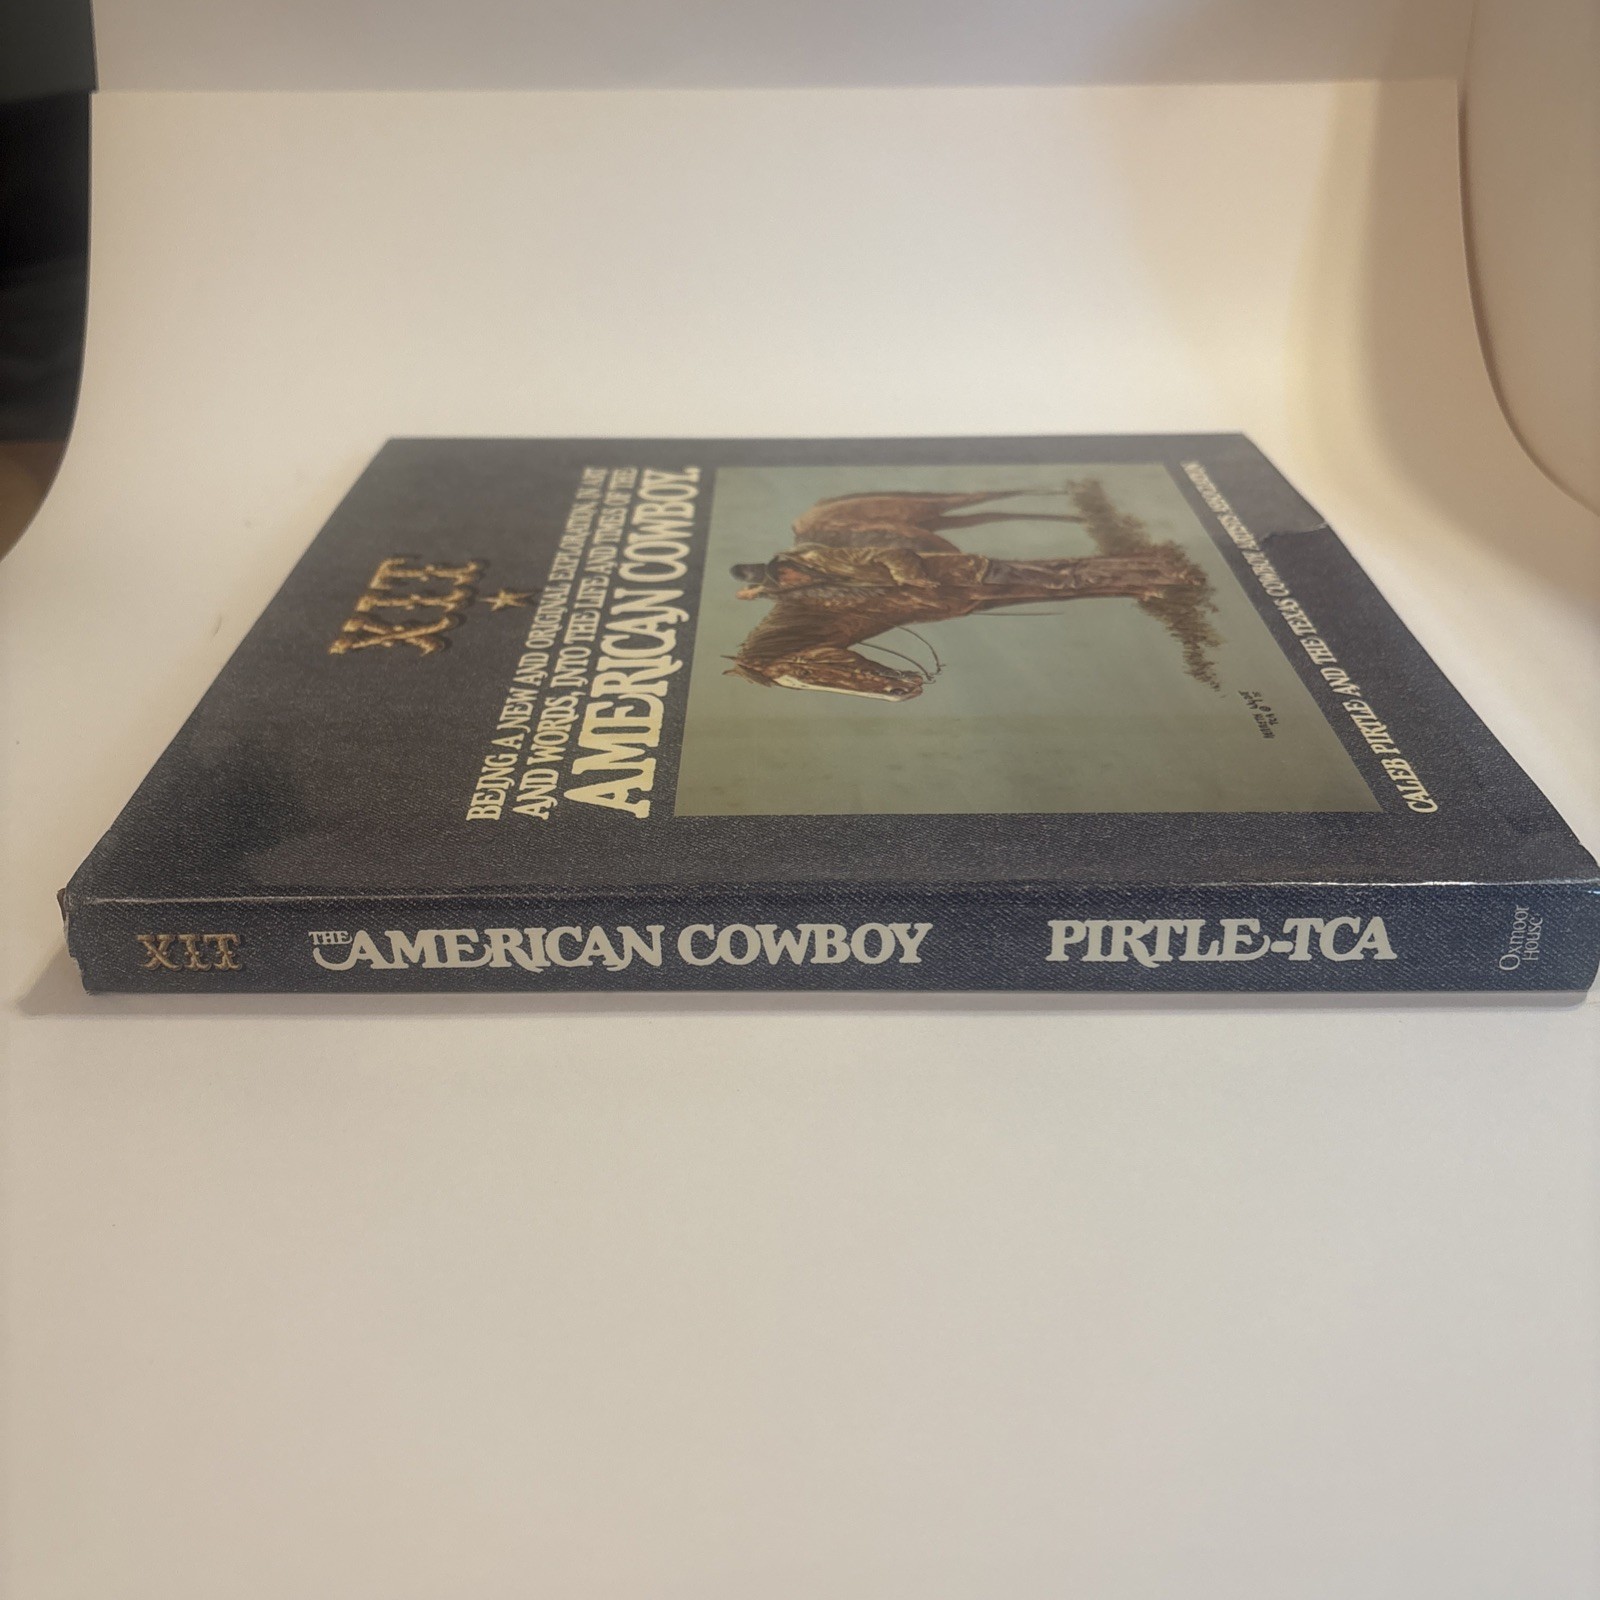 XIT
BEING A NEW AND ORIGINAL EXPLORATION, IN ART
AND WORDS, INTO THE LIFE AND TIMES OF THE
AMERICAN COWBOY.
CALEB PIRTLE AND THE TEXAS COWBOY ARTISTS ASSOCIATION
XIT
THE AMERICAN COWBOY
PIRTLE-TCA
Oxmoor
House